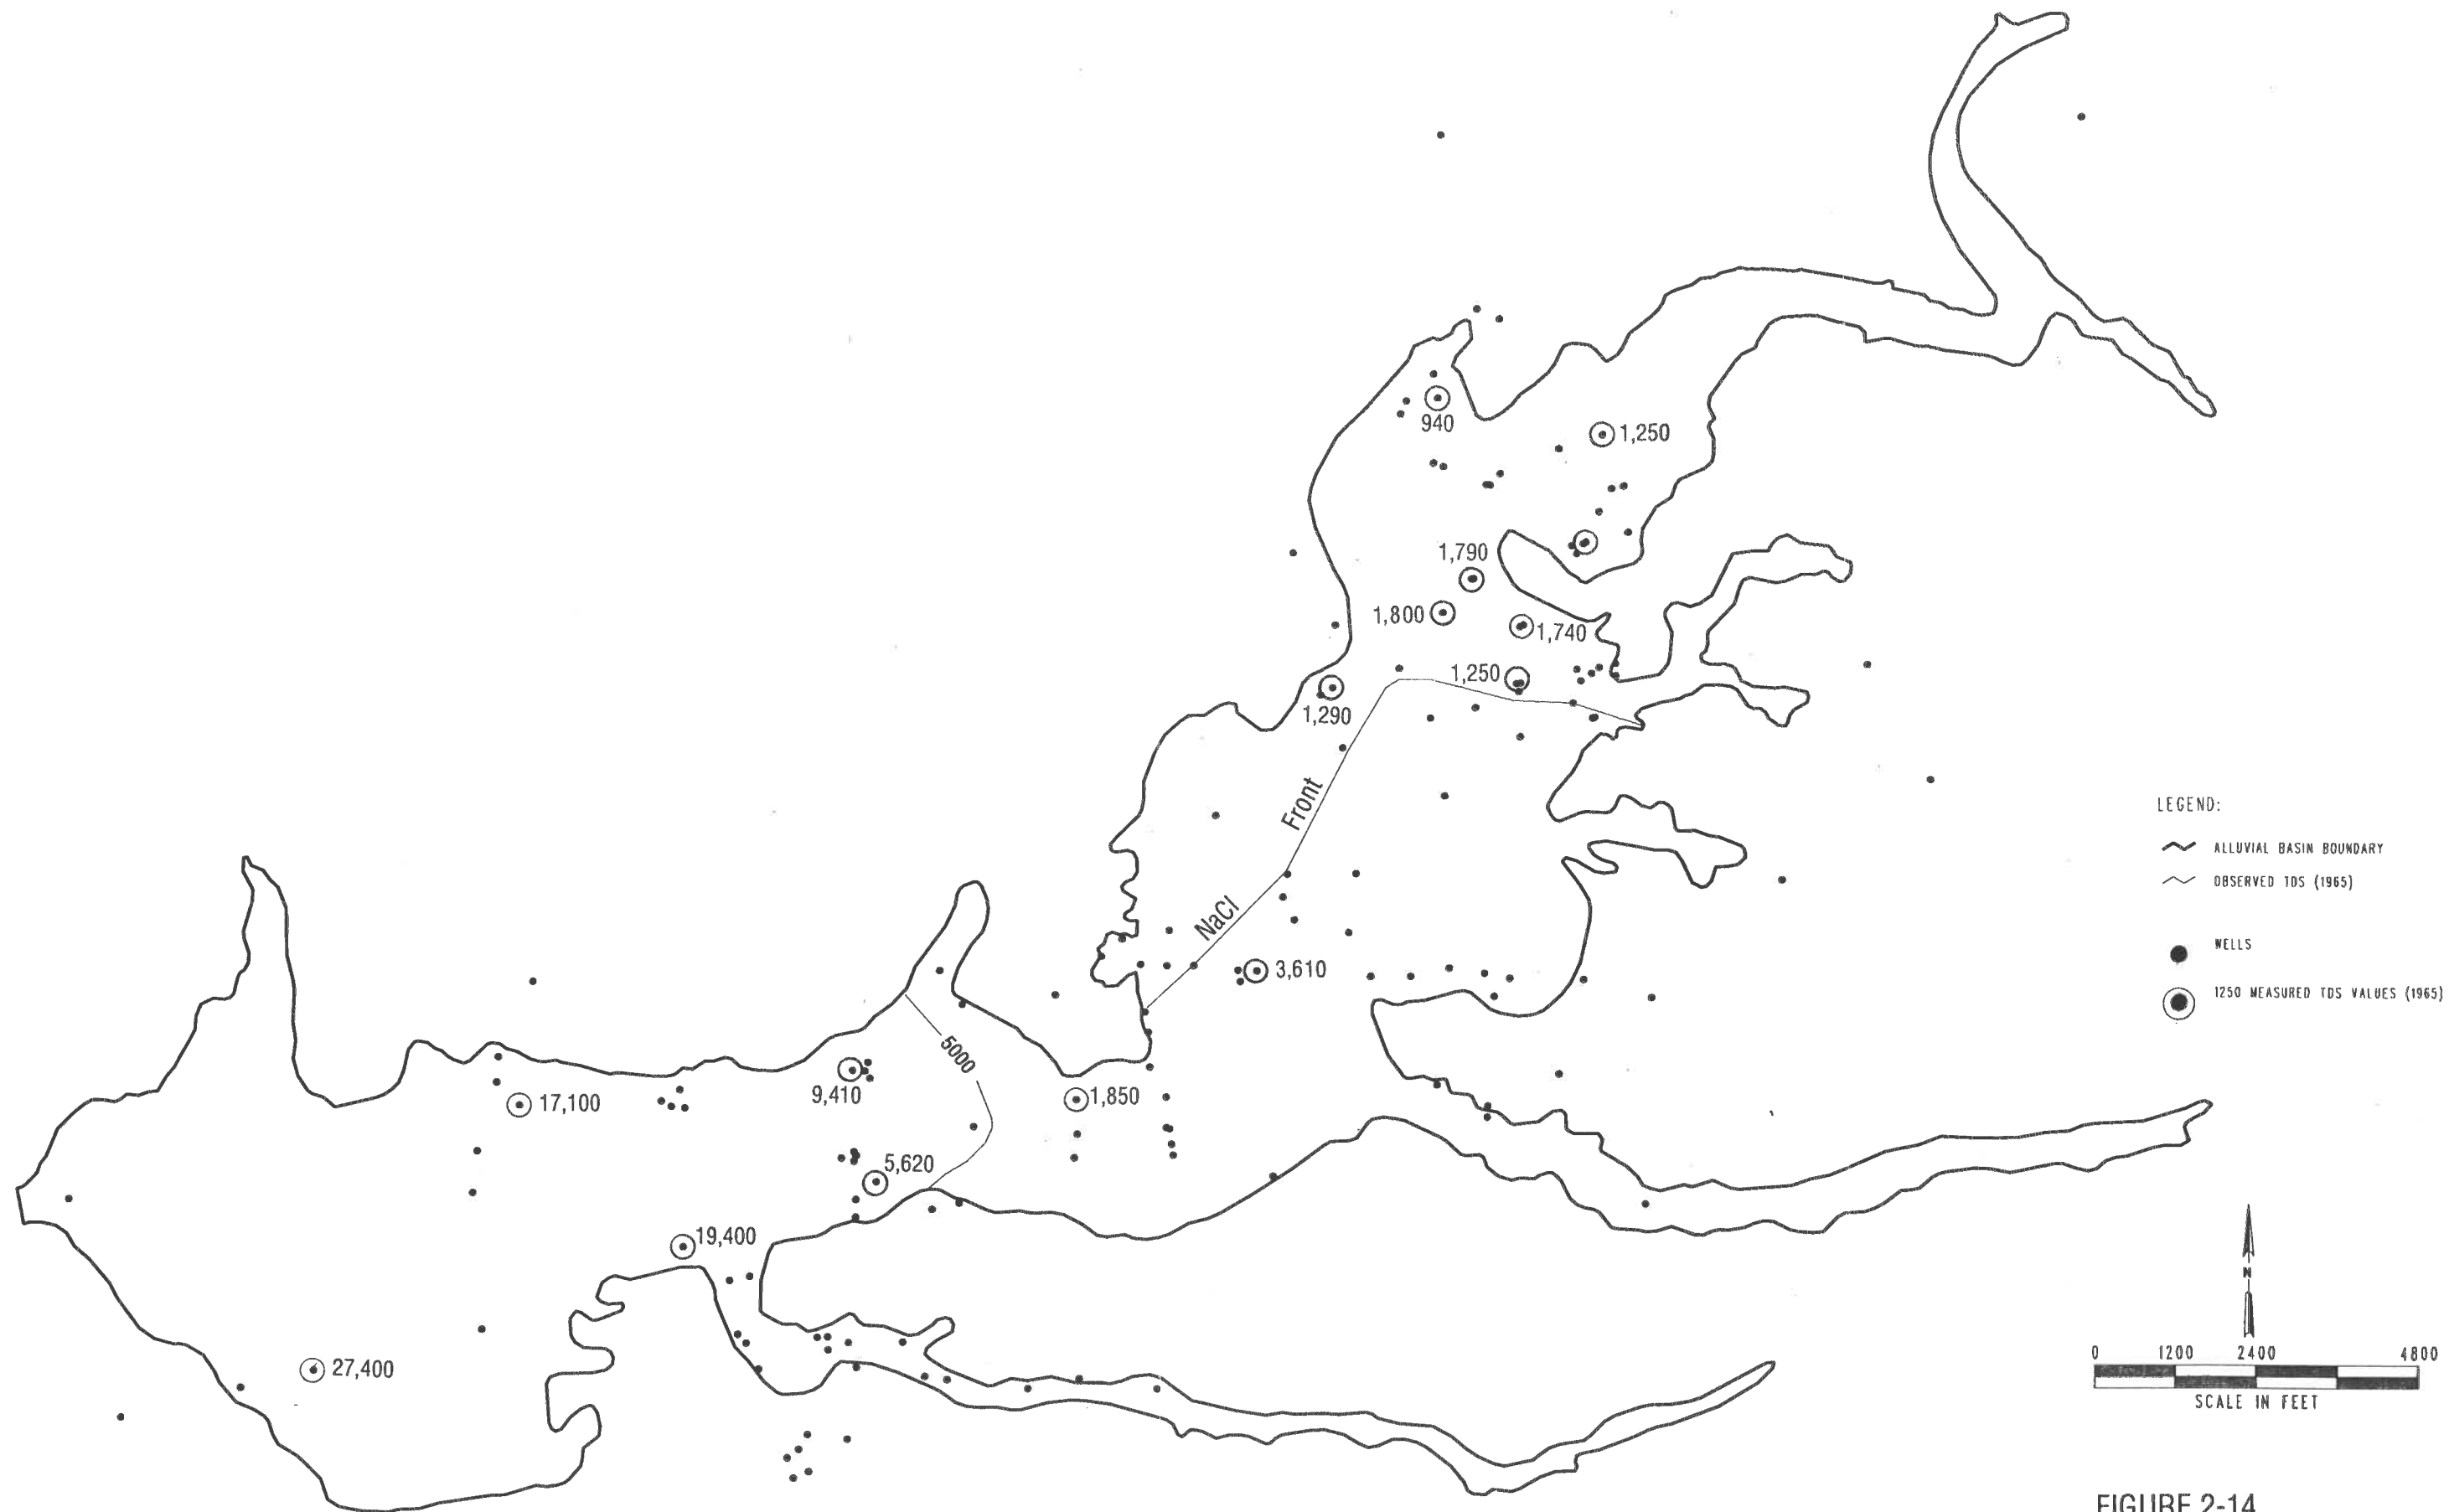 940
1,250
1,790
1,800
1,740
1,250
1,290
Front
NaCl
3,610
5000
17,100
9,410
1,850
5,620
19,400
27,400
LEGEND:
ALLUVIAL BASIN BOUNDARY
OBSERVED TDS (1965)
WELLS
1250 MEASURED TDS VALUES (1965)
N
0 1200 2400 4800
SCALE IN FEET
FIGURE 2-14